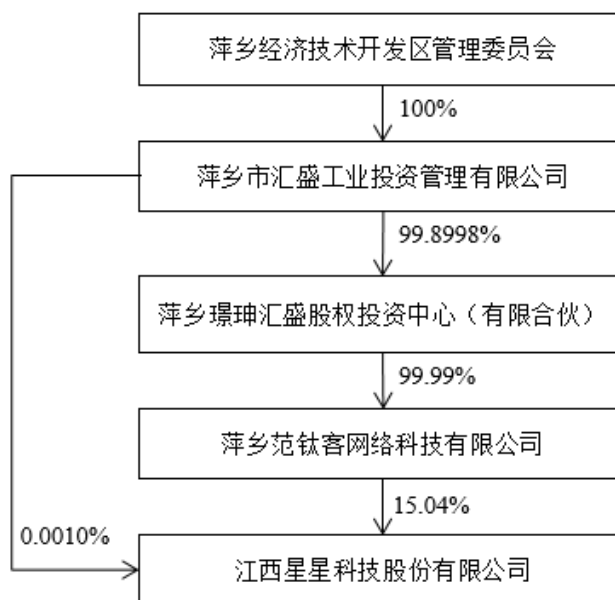 萍乡经济技术开发区管理委员会
100%
萍乡市汇盛工业投资管理有限公司
99.8998%
萍乡璟珅汇盛股权投资中心（有限合伙）
99.99%
萍乡范钛客网络科技有限公司
15.04%
0.0010%
江西星星科技股份有限公司